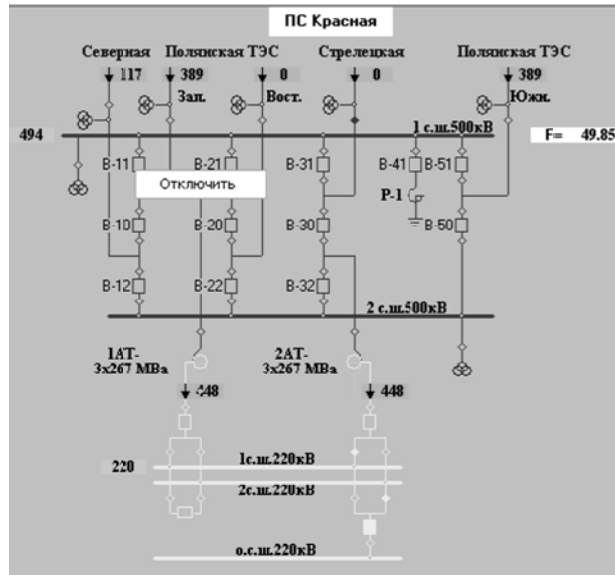 ПС Красная
Северная Полянская ТЭС Стрелецкая Полянская ТЭС
117 389 0 0 389
Зап. Вост. Южн.
494 1 с.ш.500кВ F= 49.85
В-11 В-21 В-31 В-41 В-51
Отключить Р-1
В-10 В-20 В-30 В-50
В-12 В-22 В-32
2 с.ш.500кВ
1АТ- 2АТ-
3х267 МВа 3х267 МВа
448 448
220 1с.ш.220кВ
2с.ш.220кВ
о.с.ш.220кВ